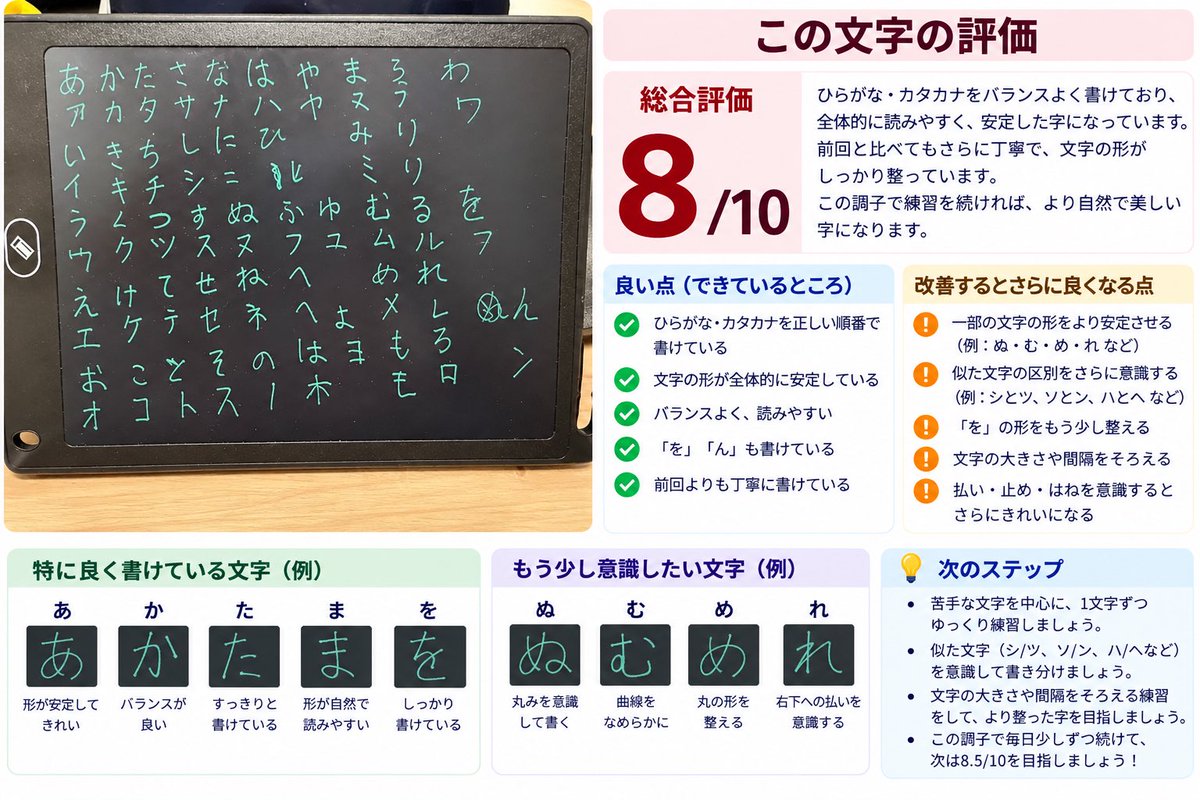 あ か た さ な は や ま ら わ
ア カ タ サ ナ ハ ヤ ヌ フ ワ
い き ち し に ひ み り
イ キ チ シ ニ ミ リ
う く つ す ぬ ふ ゆ む る を
ウ ク ツ ス ヌ フ ユ ム ル ヲ
え け て せ ね へ め れ ん
エ ケ テ セ ネ ヘ よ メ レ
お こ と そ の は ヨ も ろ ン
オ コ ト ス ノ ホ モ ロ
この文字の評価
総合評価
8/10
ひらがな・カタカナをバランスよく書けており、
全体的に読みやすく、安定した字になっています。
前回と比べてもさらに丁寧で、文字の形が
しっかり整っています。
この調子で練習を続ければ、より自然で美しい
字になります。
良い点（できているところ）
ひらがな・カタカナを正しい順番で
書けている
文字の形が全体的に安定している
バランスよく、読みやすい
「を」「ん」も書けている
前回よりも丁寧に書けている
改善するとさらに良くなる点
一部の文字の形をより安定させる
（例：ぬ・む・め・れ など）
似た文字の区別をさらに意識する
（例：シとツ、ソとン、ハとヘ など）
「を」の形をもう少し整える
文字の大きさや間隔をそろえる
払い・止め・はねを意識すると
さらにきれいになる
特に良く書けている文字（例）
あ か た ま を
あ か た ま を
形が安定して
きれい
バランスが
良い
すっきりと
書けている
形が自然で
読みやすい
しっかり
書けている
もう少し意識したい文字（例）
ぬ む め れ
ぬ む め れ
丸みを意識
して書く
曲線を
なめらかに
丸の形を
整える
右下への払いを
意識する
次のステップ
• 苦手な文字を中心に、1文字ずつ
ゆっくり練習しましょう。
• 似た文字（シ/ツ、ソ/ン、ハ/ヘなど）
を意識して書き分けましょう。
• 文字の大きさや間隔をそろえる練習
をして、より整った字を目指しましょう。
• この調子で毎日少しずつ続けて、
次は8.5/10を目指しましょう！